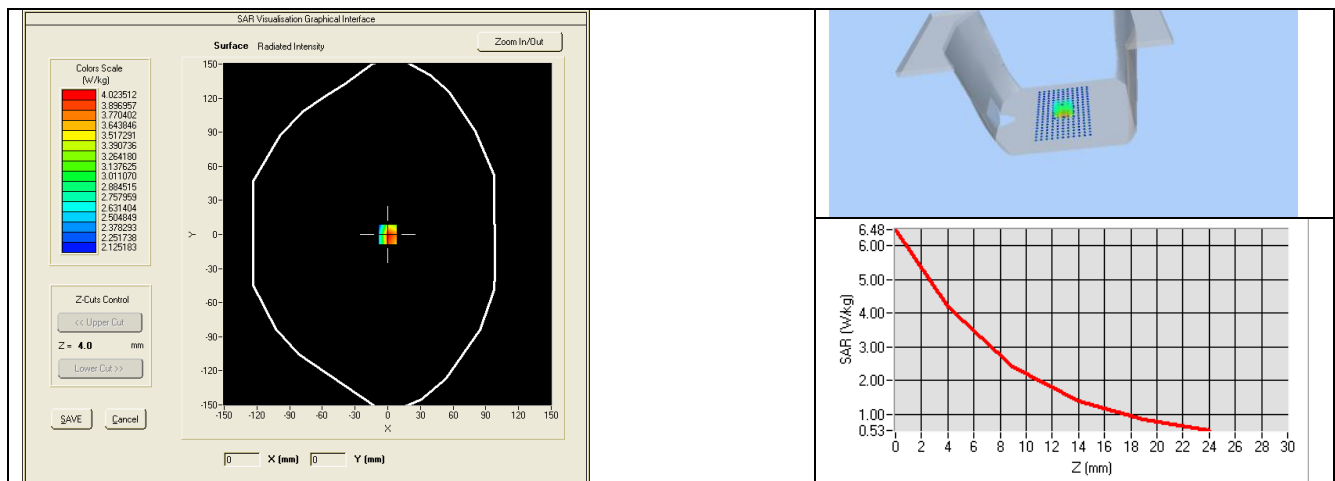 SAR Visualisation Graphical Interface
Surface Radiated Intensity
Zoom In/Out
Colors Scale
(W/kg)
4.023512
3.896957
3.770402
3.643846
3.517291
3.390736
3.264180
3.137625
3.011070
2.884515
2.757959
2.631404
2.504849
2.378293
2.251738
2.125183
Z-Cuts Control
<< Upper Cut
Z = 4.0 mm
Lower Cut >>
SAVE Cancel
150-
120-
90-
60-
30-
0-
-30-
-60-
-90-
-120-
-150-
Y
-150 -120 -90 -60 -30 0 30 60 90 120 150
X
0 X (mm) 0 Y (mm)
6.48-
6.00-
5.00-
4.00-
3.00-
2.00-
1.00-
0.53-
SAR (W/kg)
0 2 4 6 8 10 12 14 16 18 20 22 24 26 28 30
Z (mm)